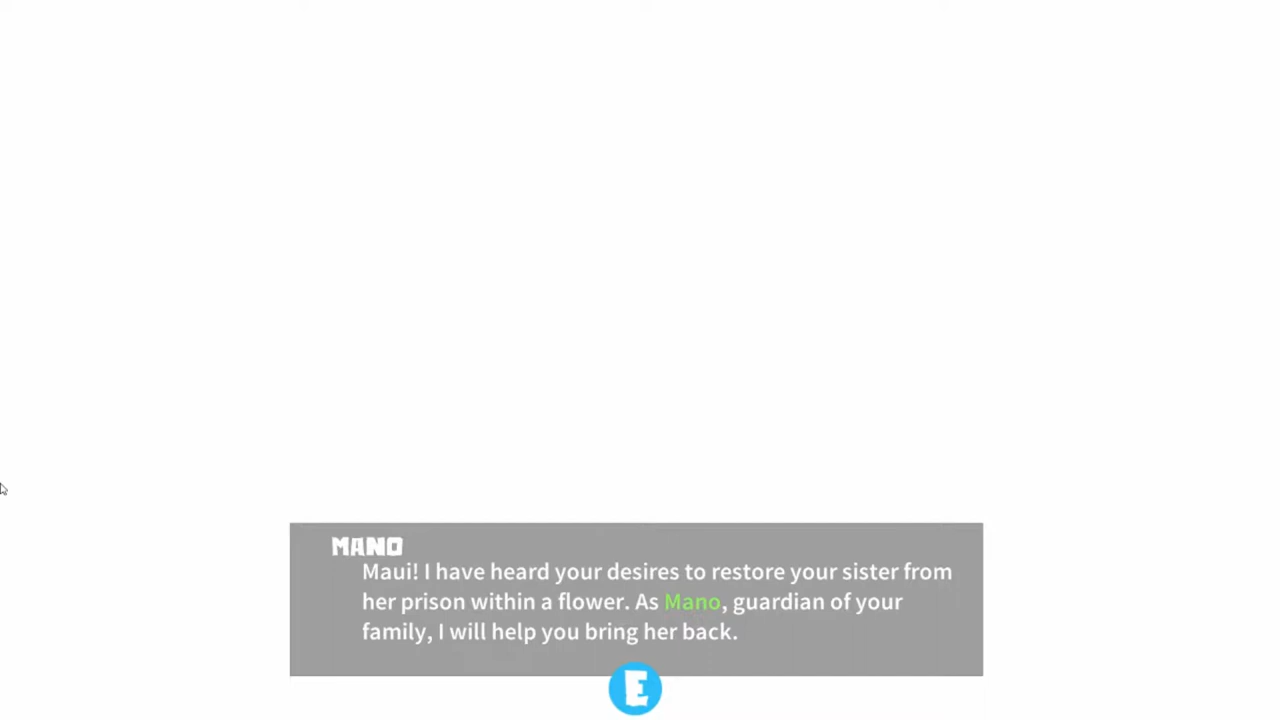 MANO
Maui! I have heard your desires to restore your sister from
her prison within a flower. As Mano, guardian of your
family, I will help you bring her back.
E